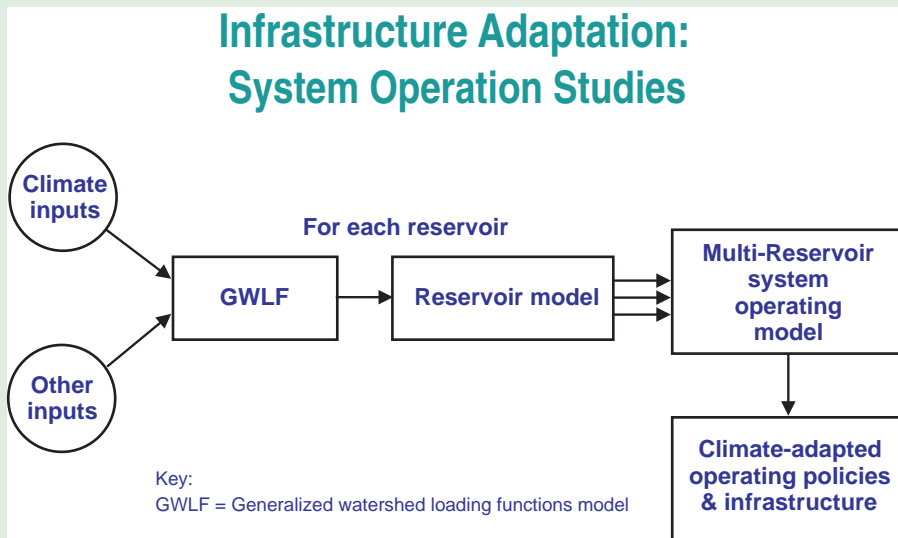 Infrastructure Adaptation:
System Operation Studies
Climate
inputs
For each reservoir
GWLF
Reservoir model
Multi-Reservoir
system
operating
model
Other
inputs
Climate-adapted
operating policies
& infrastructure
Key:
GWLF = Generalized watershed loading functions model